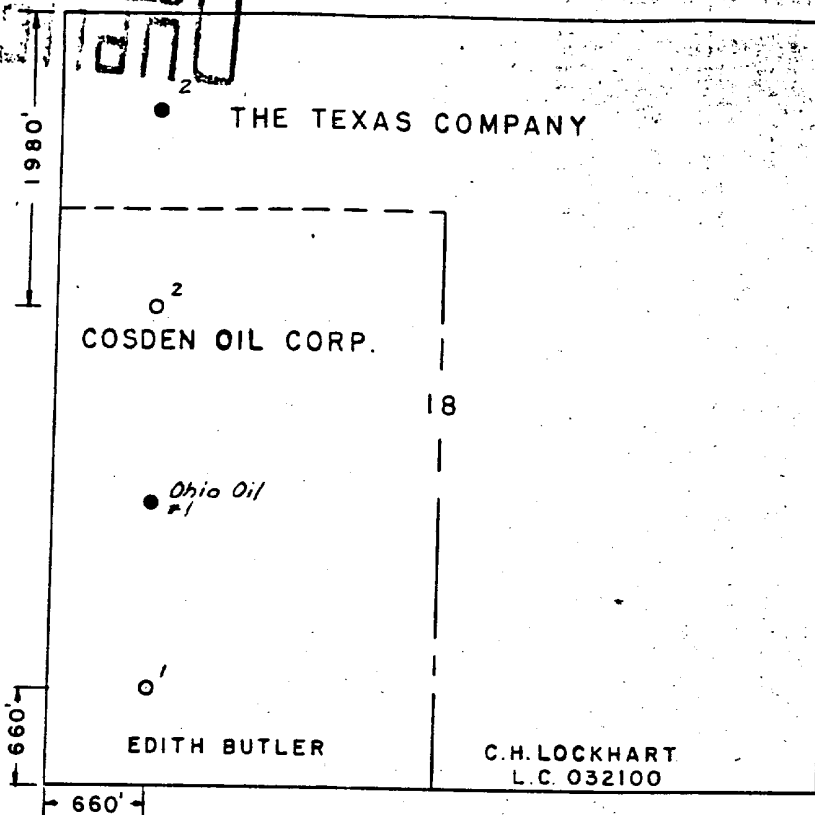 2
THE TEXAS COMPANY
1980'
2
COSDEN OIL CORP.
18
Ohio Oil
#1
1
660'
EDITH BUTLER
C.H. LOCKHART
L.C. 032100
660'